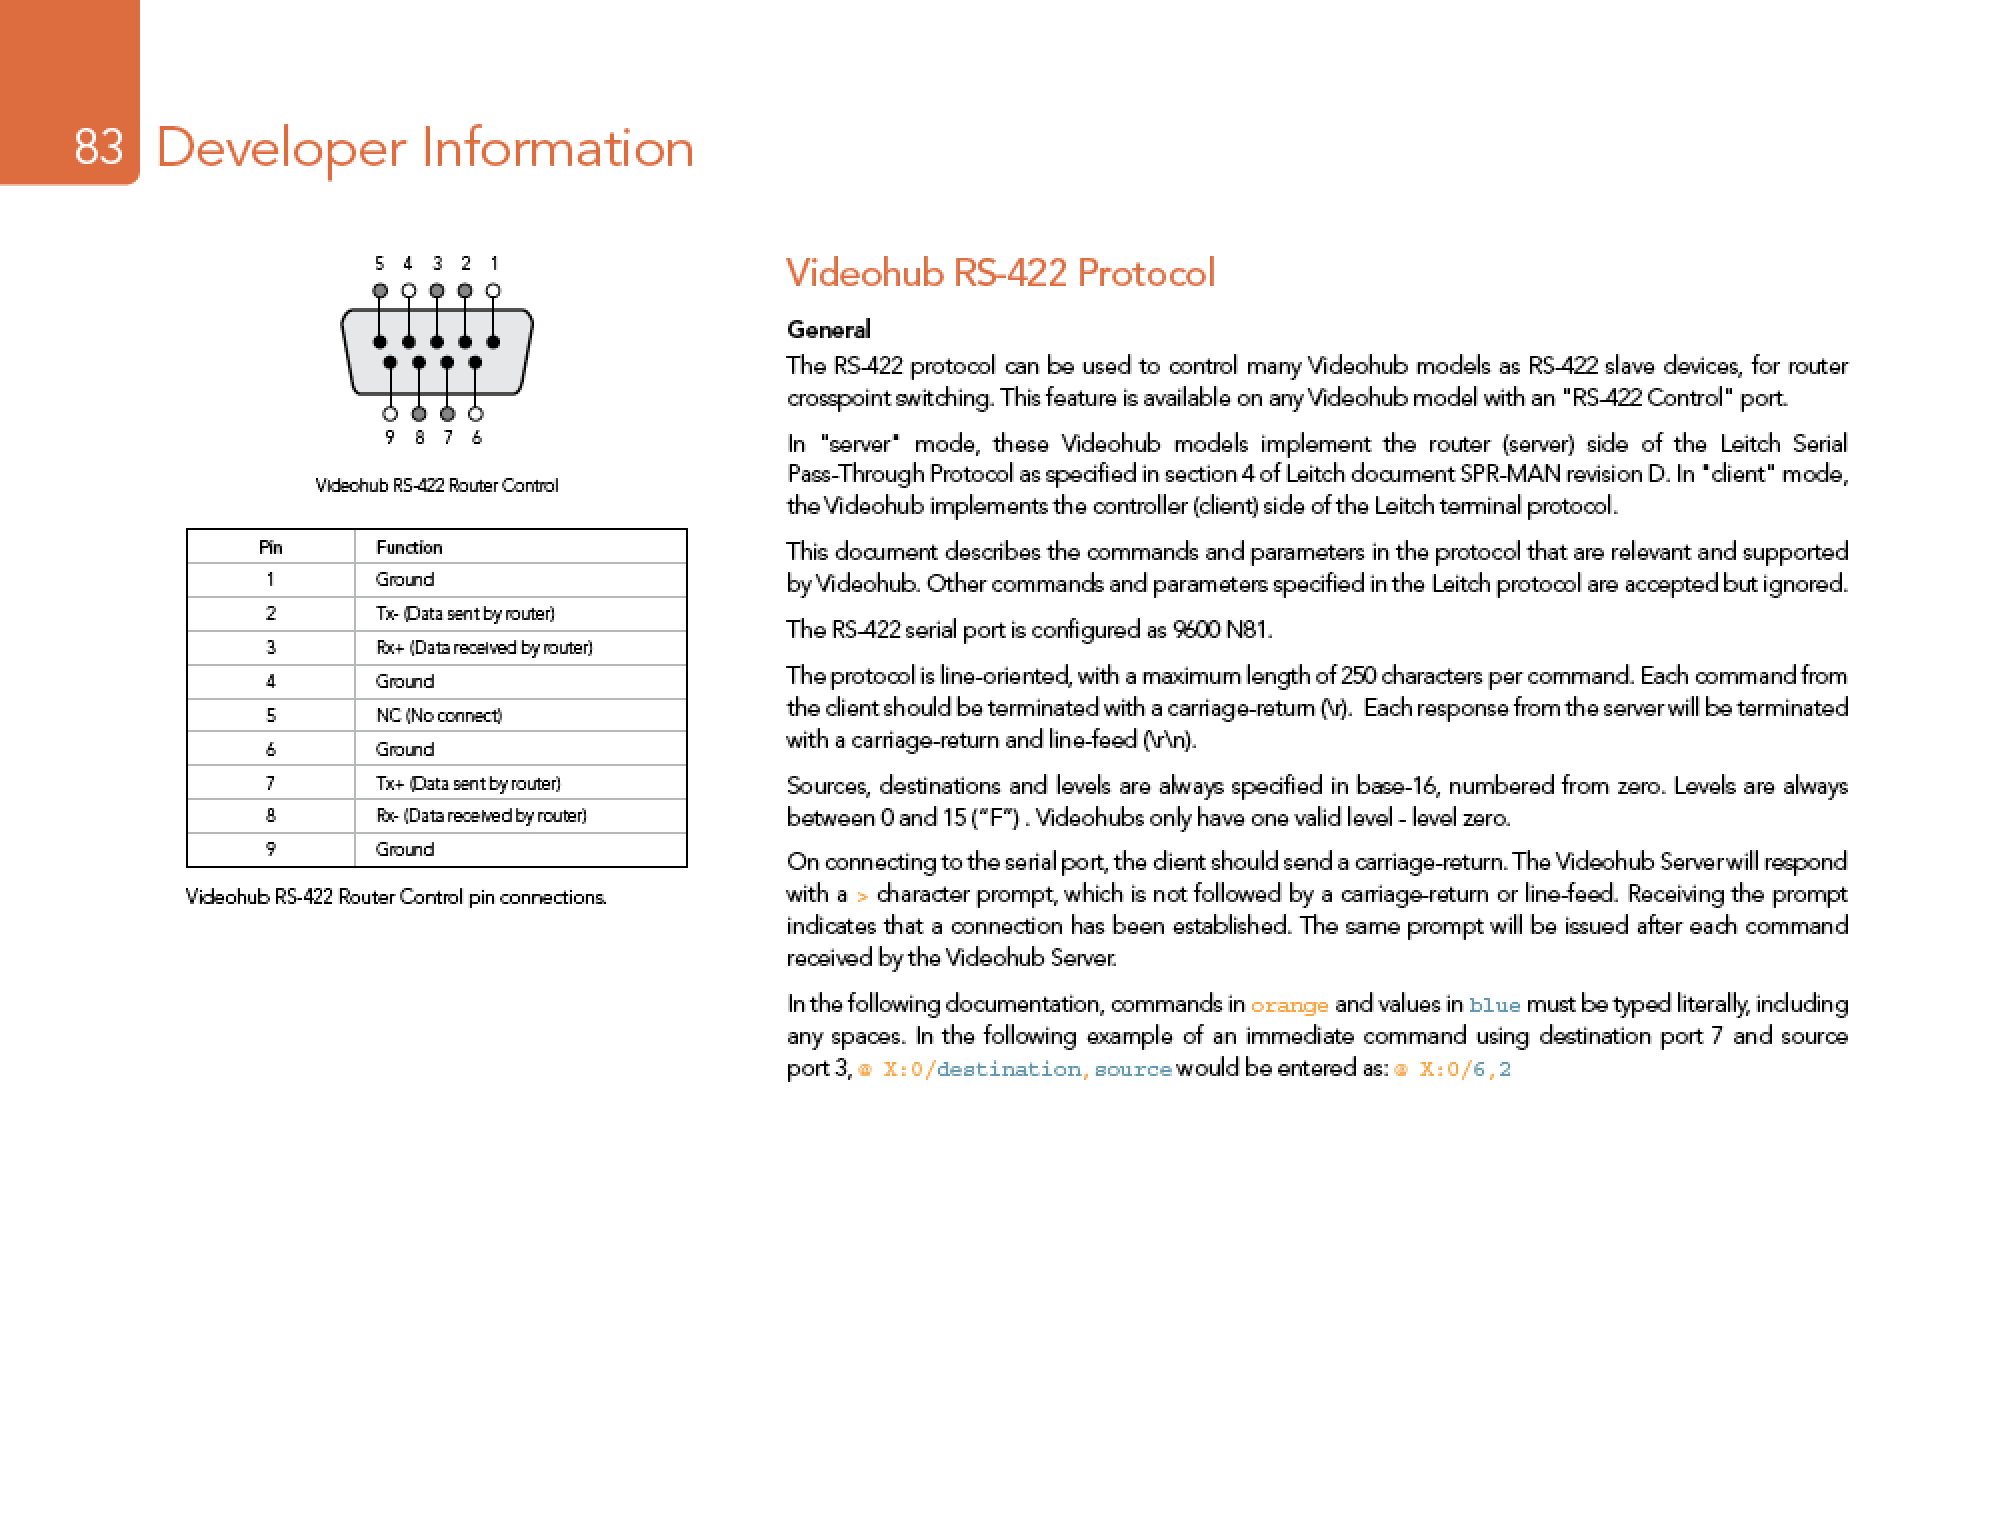 83 Developer Information
5 4 3 2 1
9 8 7 6
Videohub RS-422 Router Control
Pin Function
1 Ground
2 Tx- (Data sent by router)
3 Rx+ (Data received by router)
4 Ground
5 NC (No connect)
6 Ground
7 Tx+ (Data sent by router)
8 Rx- (Data received by router)
9 Ground
Videohub RS-422 Router Control pin connections.
Videohub RS-422 Protocol
General
The RS-422 protocol can be used to control many Videohub models as RS-422 slave devices, for router
crosspoint switching. This feature is available on any Videohub model with an "RS-422 Control" port.
In "server" mode, these Videohub models implement the router (server) side of the Leitch Serial
Pass-Through Protocol as specified in section 4 of Leitch document SPR-MAN revision D. In "client" mode,
the Videohub implements the controller (client) side of the Leitch terminal protocol.
This document describes the commands and parameters in the protocol that are relevant and supported
by Videohub. Other commands and parameters specified in the Leitch protocol are accepted but ignored.
The RS-422 serial port is configured as 9600 N81.
The protocol is line-oriented, with a maximum length of 250 characters per command. Each command from
the client should be terminated with a carriage-return (\r). Each response from the server will be terminated
with a carriage-return and line-feed (\r\n).
Sources, destinations and levels are always specified in base-16, numbered from zero. Levels are always
between 0 and 15 (“F”) . Videohubs only have one valid level - level zero.
On connecting to the serial port, the client should send a carriage-return. The Videohub Server will respond
with a > character prompt, which is not followed by a carriage-return or line-feed. Receiving the prompt
indicates that a connection has been established. The same prompt will be issued after each command
received by the Videohub Server.
In the following documentation, commands in orange and values in blue must be typed literally, including
any spaces. In the following example of an immediate command using destination port 7 and source
port 3, @ X:0/destination,source would be entered as: @ X:0/6,2